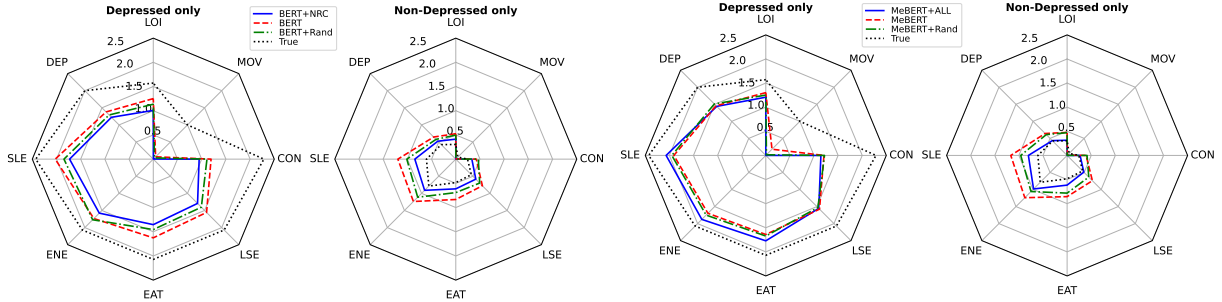 Depressed only
LOI
MOV
CON
LSE
EAT
ENE
SLE
DEP
0.5
1.0
1.5
2.0
2.5
BERT+NRC
BERT
BERT+Rand
True
Non-Depressed only
LOI
MOV
CON
LSE
EAT
ENE
SLE
DEP
0.5
1.0
1.5
2.0
2.5
Depressed only
LOI
MOV
CON
LSE
EAT
ENE
SLE
DEP
0.5
1.0
1.5
2.0
2.5
MeBERT+ALL
MeBERT
MeBERT+Rand
True
Non-Depressed only
LOI
MOV
CON
LSE
EAT
ENE
SLE
DEP
0.5
1.0
1.5
2.0
2.5